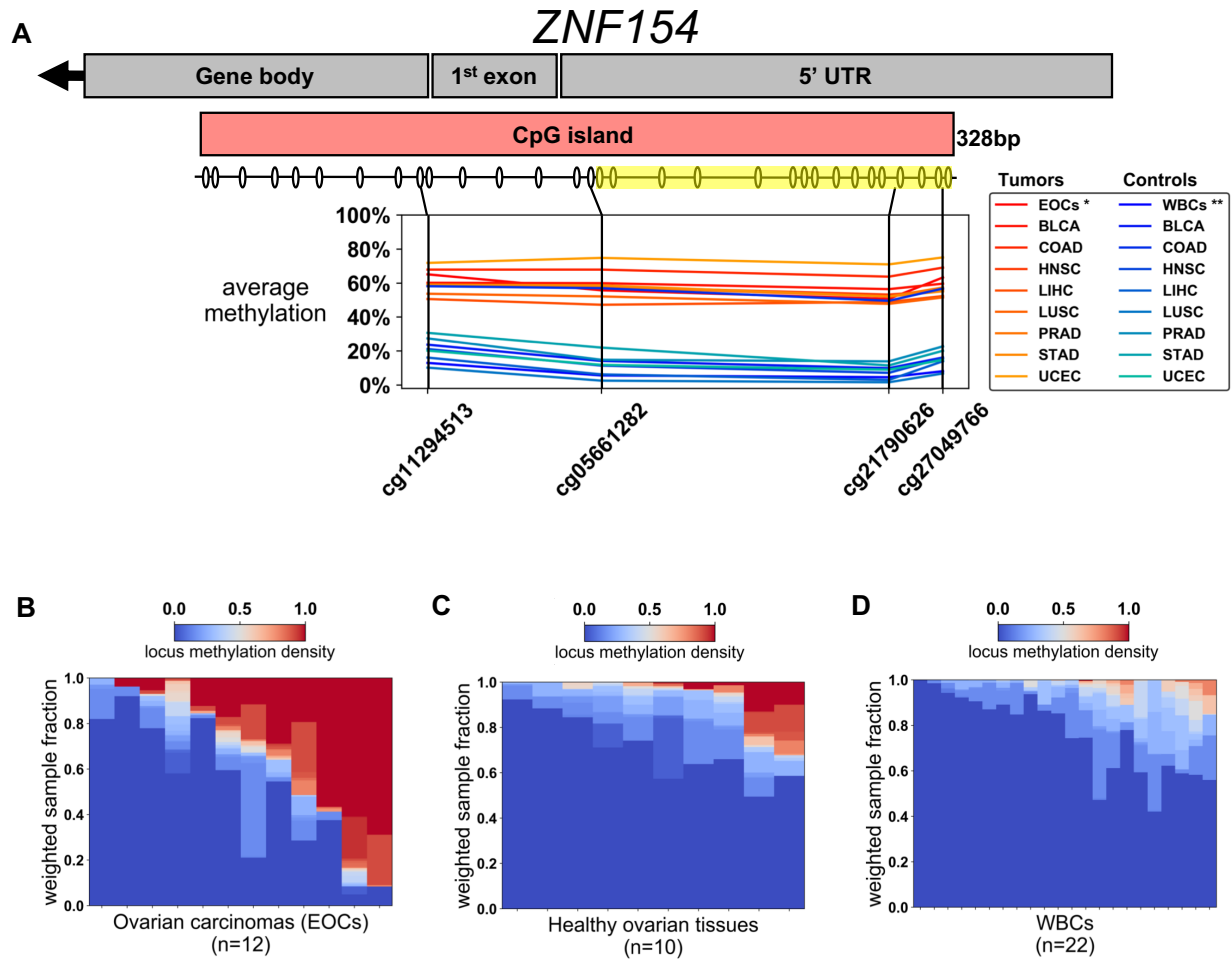 A
ZNF154
Gene body
1st exon
5' UTR
CpG island
328bp
Tumors Controls
EOCs * WBCs **
BLCA BLCA
COAD COAD
HNSC HNSC
LIHC LIHC
LUSC LUSC
PRAD PRAD
STAD STAD
UCEC UCEC
100%
80%
60%
40%
20%
0%
average
methylation
cg11294513
cg05661282
cg21790626
cg27049766
B
0.0 0.5 1.0
locus methylation density
1.0
0.8
0.6
0.4
0.2
0.0
weighted sample fraction
Ovarian carcinomas (EOCs)
(n=12)
C
0.0 0.5 1.0
locus methylation density
1.0
0.8
0.6
0.4
0.2
0.0
weighted sample fraction
Healthy ovarian tissues
(n=10)
D
0.0 0.5 1.0
locus methylation density
1.0
0.8
0.6
0.4
0.2
0.0
weighted sample fraction
WBCs
(n=22)